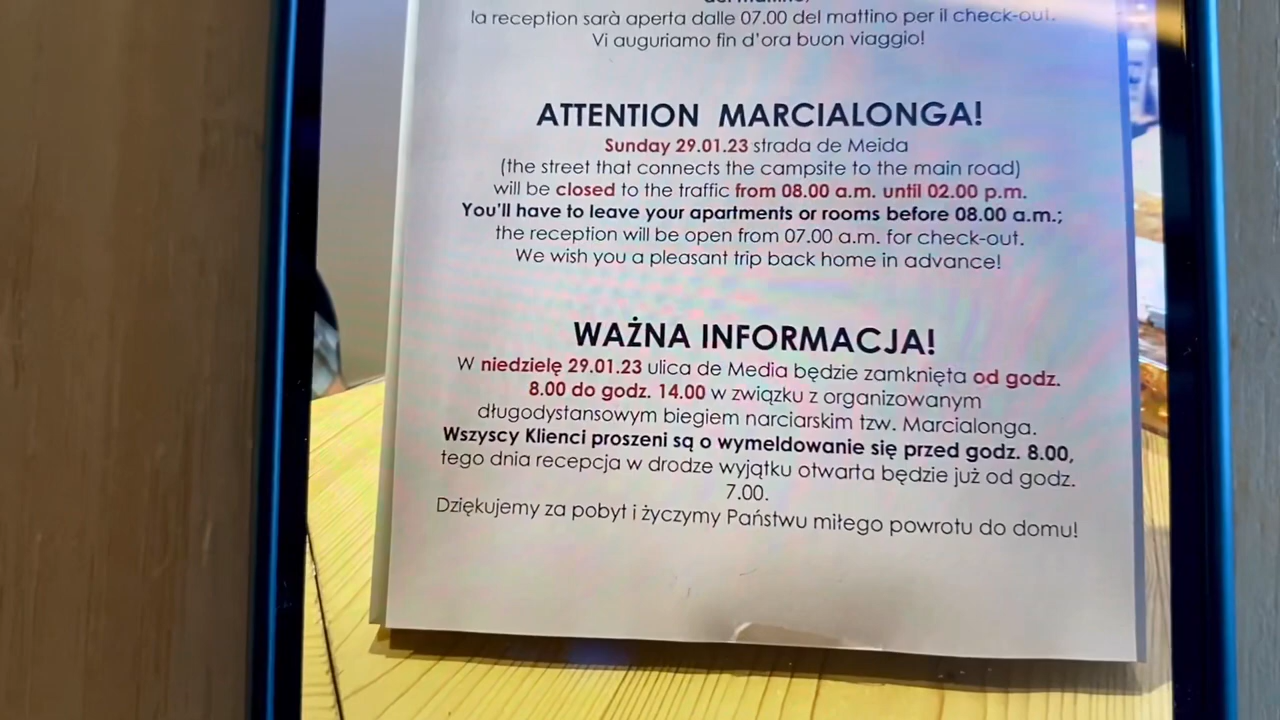 la reception sarà aperta dalle 07.00 del mattino per il check-out.
Vi auguriamo fin d'ora buon viaggio!
ATTENTION MARCIALONGA!
Sunday 29.01.23 strada de Meida
(the street that connects the campsite to the main road)
will be closed to the traffic from 08.00 a.m. until 02.00 p.m.
You'll have to leave your apartments or rooms before 08.00 a.m.;
the reception will be open from 07.00 a.m. for check-out.
We wish you a pleasant trip back home in advance!
WAŻNA INFORMACJA!
W niedzielę 29.01.23 ulica de Media będzie zamknięta od godz.
8.00 do godz. 14.00 w związku z organizowanym
długodystansowym biegiem narciarskim tzw. Marcialonga.
Wszyscy Klienci proszeni są o wymeldowanie się przed godz. 8.00,
tego dnia recepcja w drodze wyjątku otwarta będzie już od godz.
7.00.
Dziękujemy za pobyt i życzymy Państwu miłego powrotu do domu!